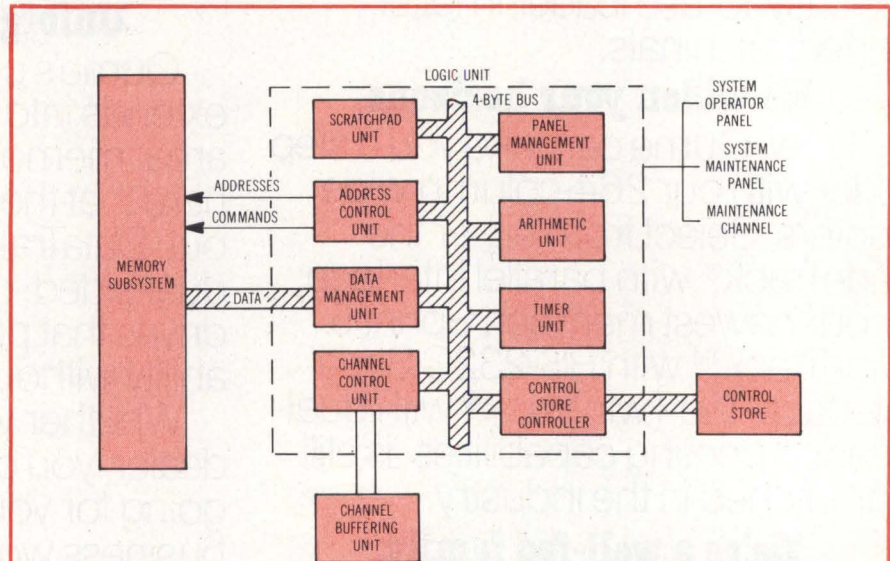 LOGIC UNIT
4-BYTE BUS
SCRATCHPAD
UNIT
PANEL
MANAGEMENT
UNIT
SYSTEM
OPERATOR
PANEL
SYSTEM
MAINTENANCE
PANEL
MAINTENANCE
CHANNEL
ADDRESSES
COMMANDS
ADDRESS
CONTROL
UNIT
ARITHMETIC
UNIT
MEMORY
SUBSYSTEM
DATA
DATA
MANAGEMENT
UNIT
TIMER
UNIT
CHANNEL
CONTROL
UNIT
CONTROL
STORE
CONTROLLER
CONTROL
STORE
CHANNEL
BUFFERING
UNIT